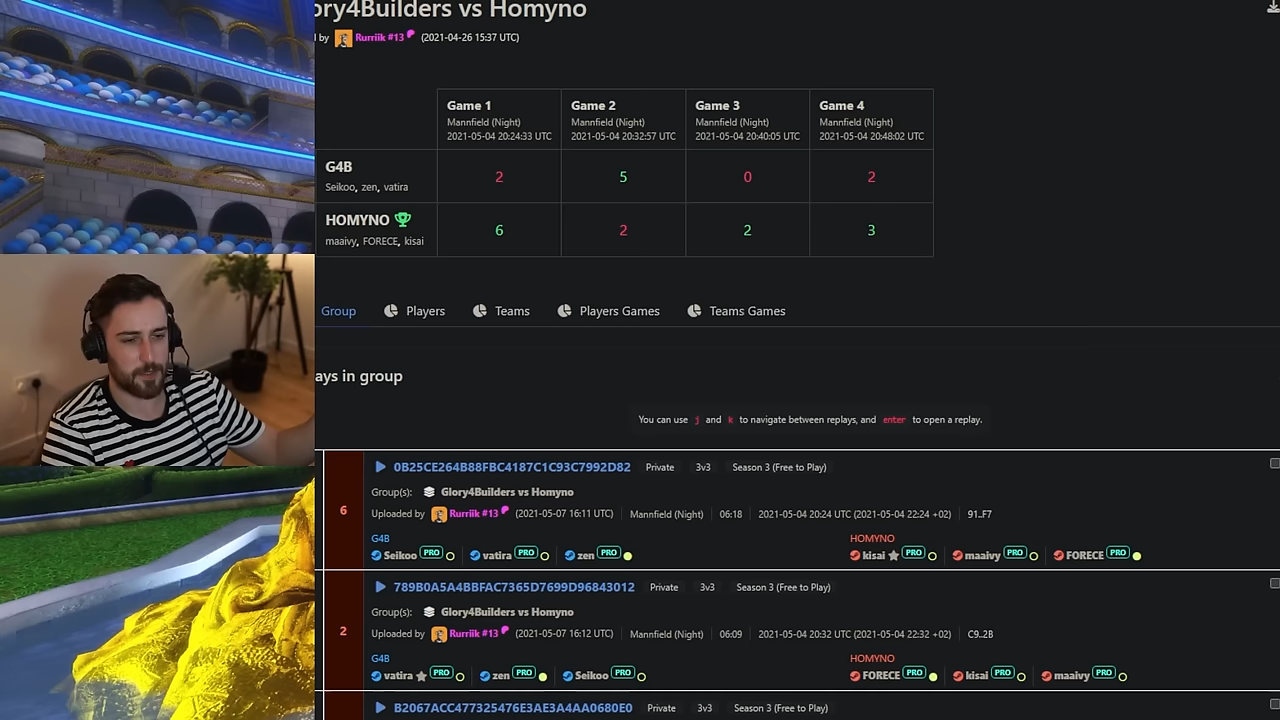 ory4Builders vs Homyno
l by Rurriik #13 (2021-04-26 15:37 UTC)
Game 1 Game 2 Game 3 Game 4
Mannfield (Night) Mannfield (Night) Mannfield (Night) Mannfield (Night)
2021-05-04 20:24:33 UTC 2021-05-04 20:32:57 UTC 2021-05-04 20:40:05 UTC 2021-05-04 20:48:02 UTC
G4B 2 5 0 2
Seikoo, zen, vatira
HOMYNO 6 2 2 3
maaivy, FORECE, kisai
Group Players Teams Players Games Teams Games
ays in group
You can use j and k to navigate between replays, and enter to open a replay.
0B25CE264B88FBC4187C1C93C7992D82 Private 3v3 Season 3 (Free to Play)
Group(s): Glory4Builders vs Homyno
6 Uploaded by Rurriik #13 (2021-05-07 16:11 UTC) Mannfield (Night) 06:18 2021-05-04 20:24 UTC (2021-05-04 22:24 +02) 91..F7
G4B HOMYNO
Seikoo PRO vatira PRO zen PRO kisai PRO maaivy PRO FORECE PRO
789B0A5A4BBFAC7365D7699D96843012 Private 3v3 Season 3 (Free to Play)
Group(s): Glory4Builders vs Homyno
2 Uploaded by Rurriik #13 (2021-05-07 16:12 UTC) Mannfield (Night) 06:09 2021-05-04 20:32 UTC (2021-05-04 22:32 +02) C9..2B
G4B HOMYNO
vatira PRO zen PRO Seikoo PRO FORECE PRO kisai PRO maaivy PRO
B2067ACC477325476E3AE3A4AA0680E0 Private 3v3 Season 3 (Free to Play)